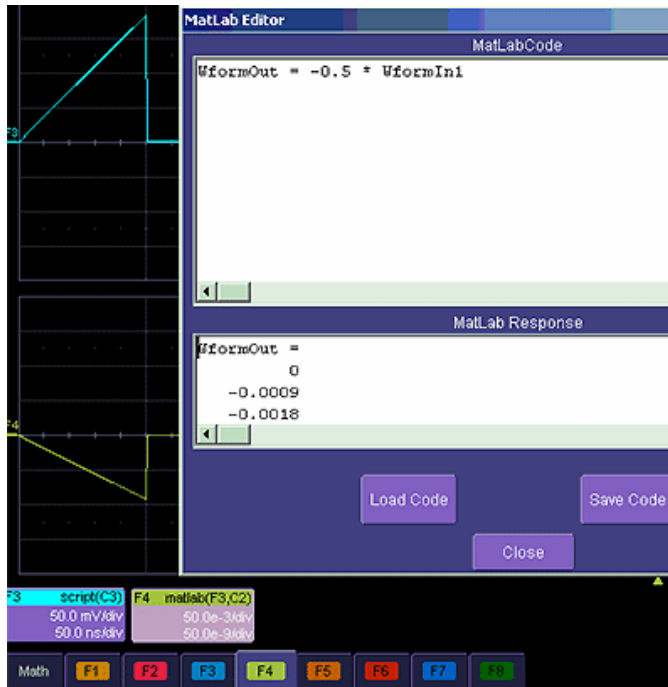 MatLab Editor
MatLabCode
WformOut = -0.5 * WformIn1
F3
MatLab Response
WformOut =
0
-0.0009
-0.0018
F4
Load Code
Save Code
Close
F3 script(C3)
50.0 mV/div
50.0 ns/div
F4 matlab(F3,C2)
50.0e-3/div
50.0e-9/div
Math F1 F2 F3 F4 F5 F6 F7 F8